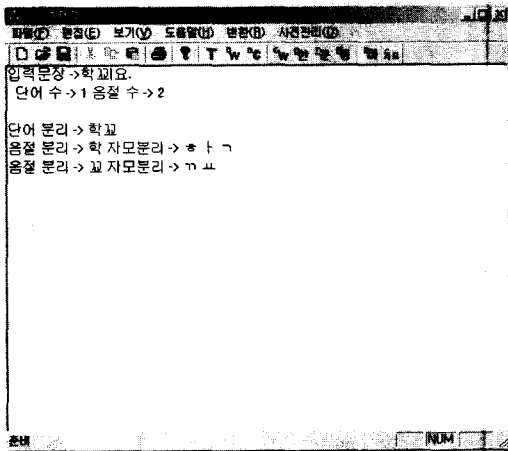 파일(F) 편집(E) 보기(V) 도움말(H) 변환(B) 사전관리(D)
입력문장 ->학꾜요.
단어 수->1 음절 수->2
단어 분리-> 학꾜
음절 분리-> 학 자모분리-> ㅎ ㅏ ㄱ
음절 분리-> 꾜 자모분리-> ㄲ ㅛ
준비 NUM